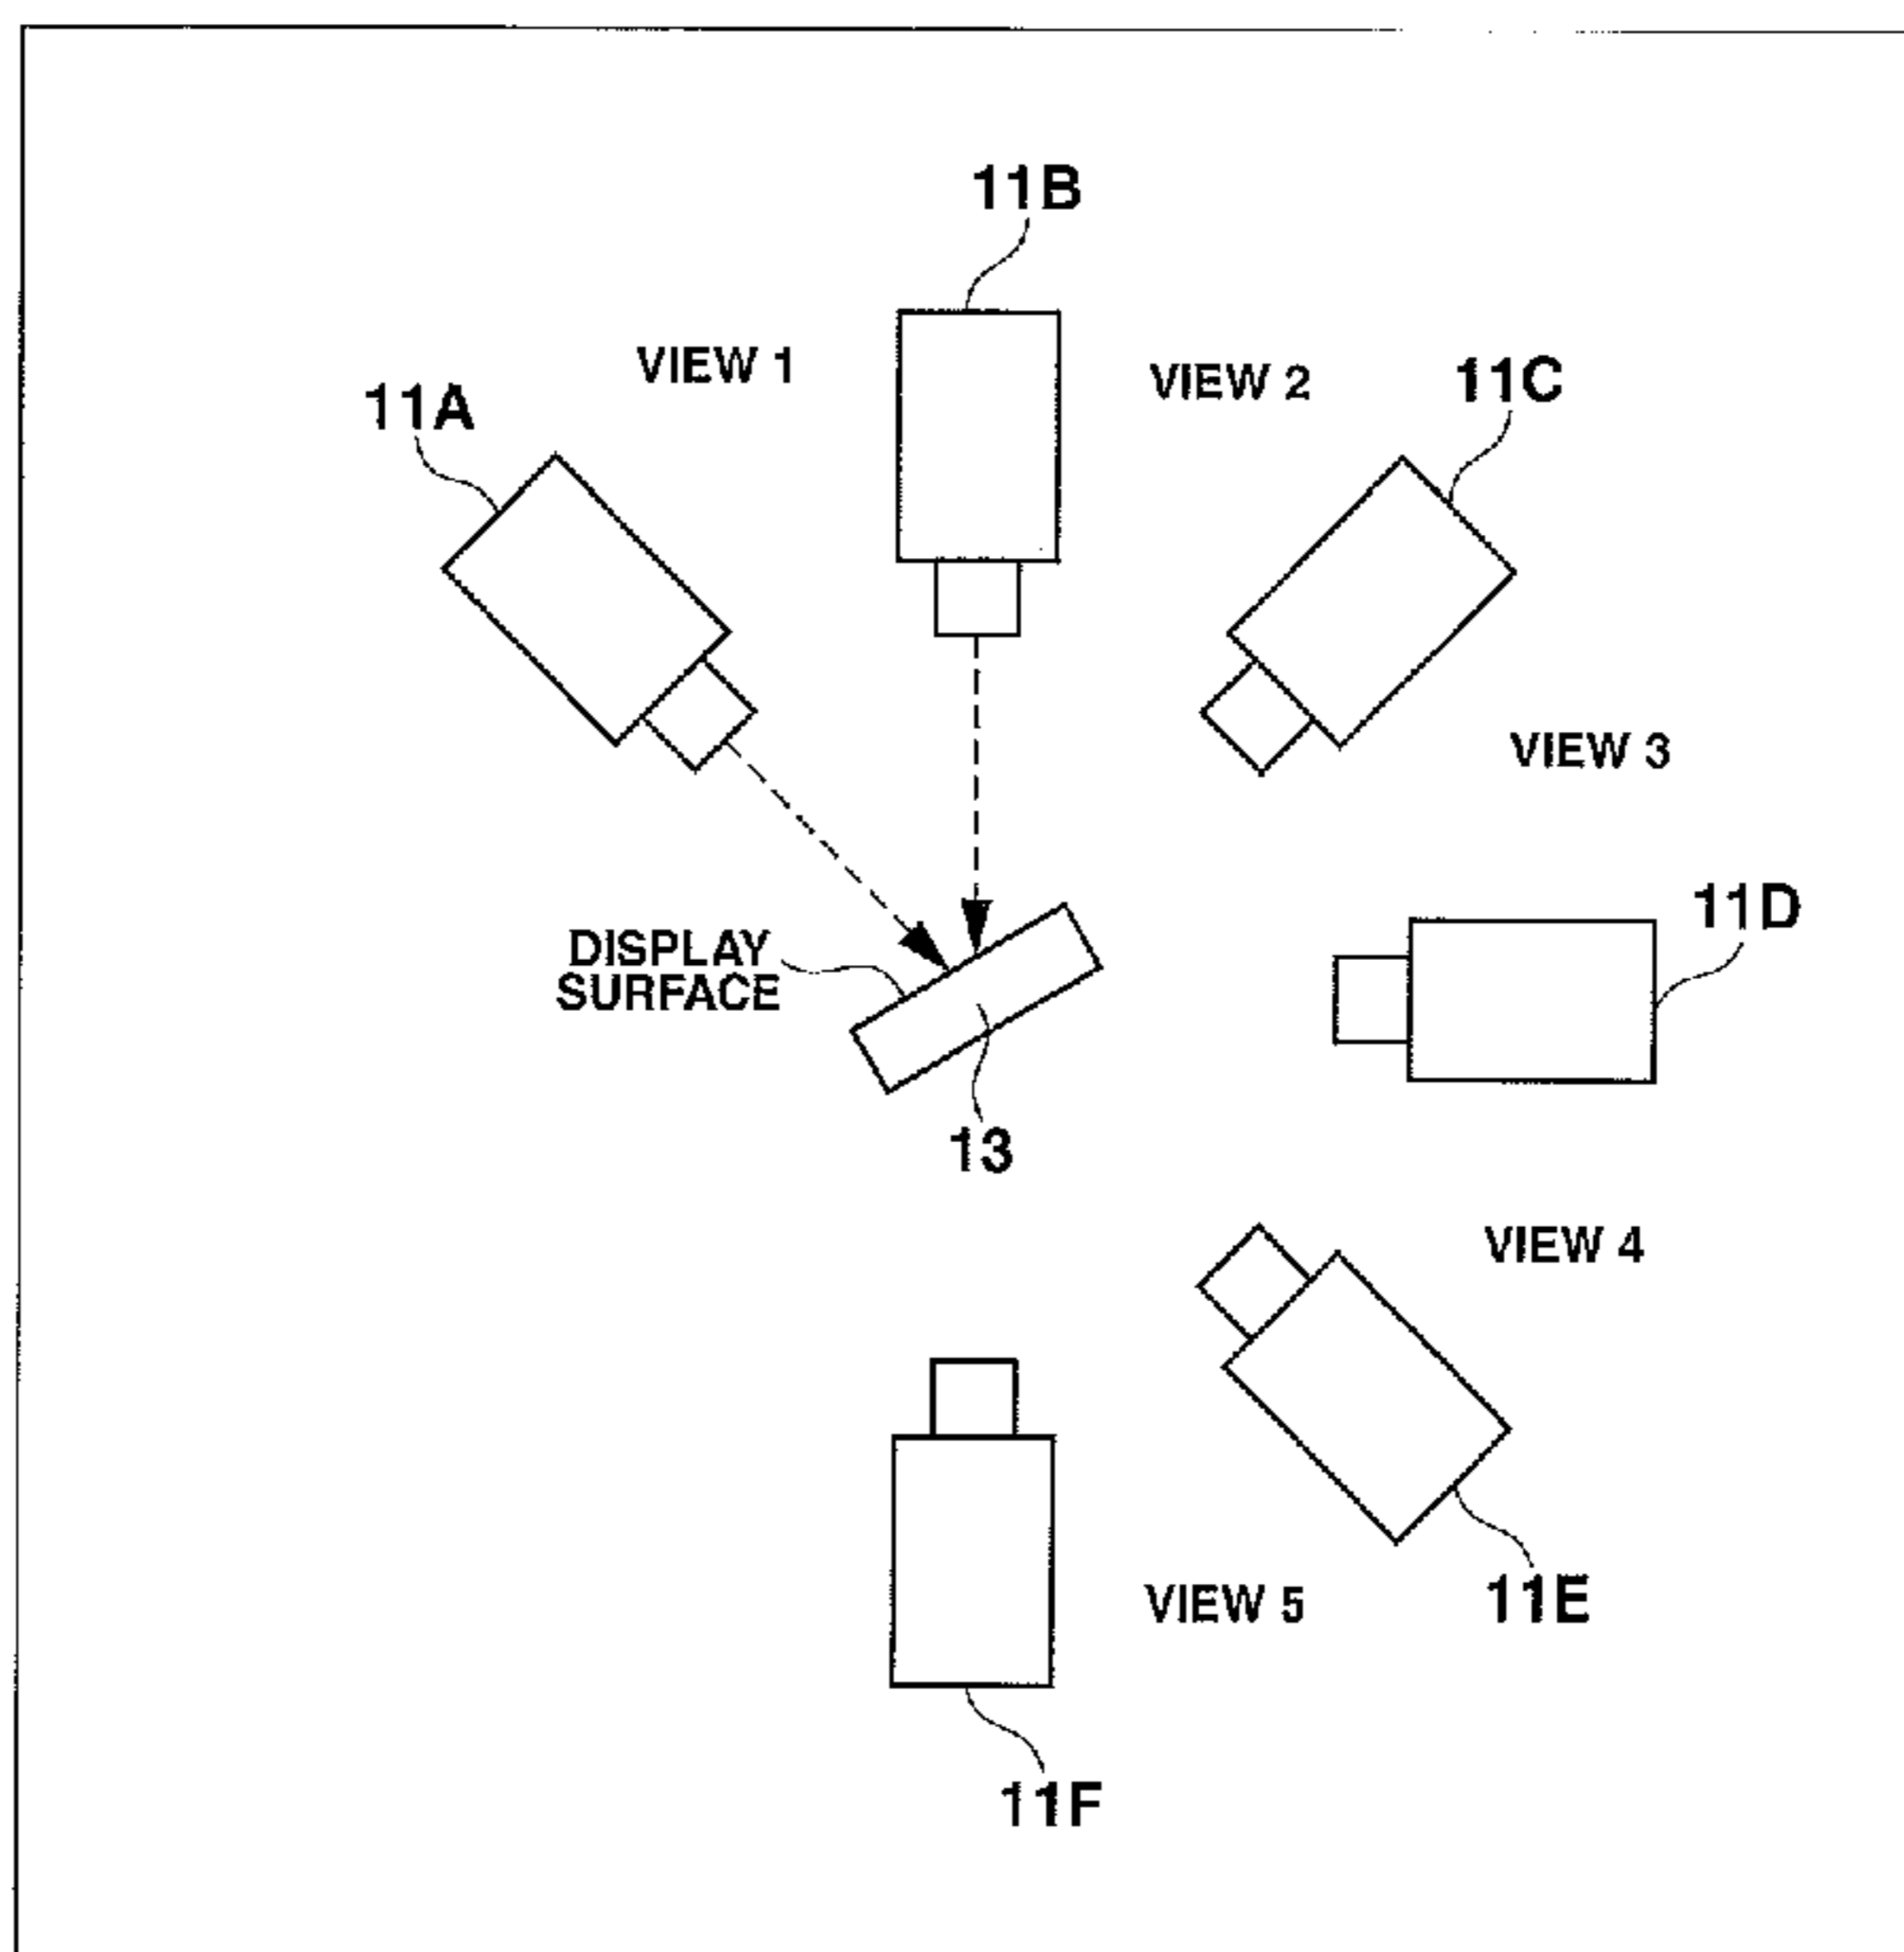 11B
VIEW 1
VIEW 2
11C
11A
VIEW 3
11D
DISPLAY
SURFACE
13
VIEW 4
VIEW 5
11E
11F